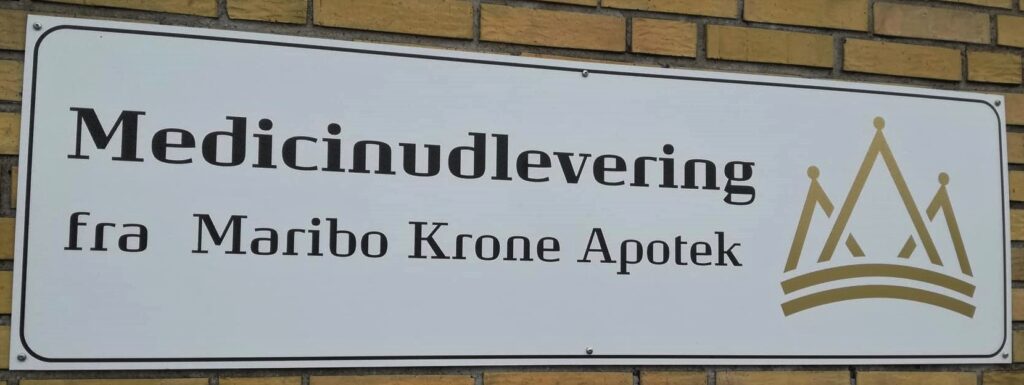 Medicinudlevering
fra Maribo Krone Apotek